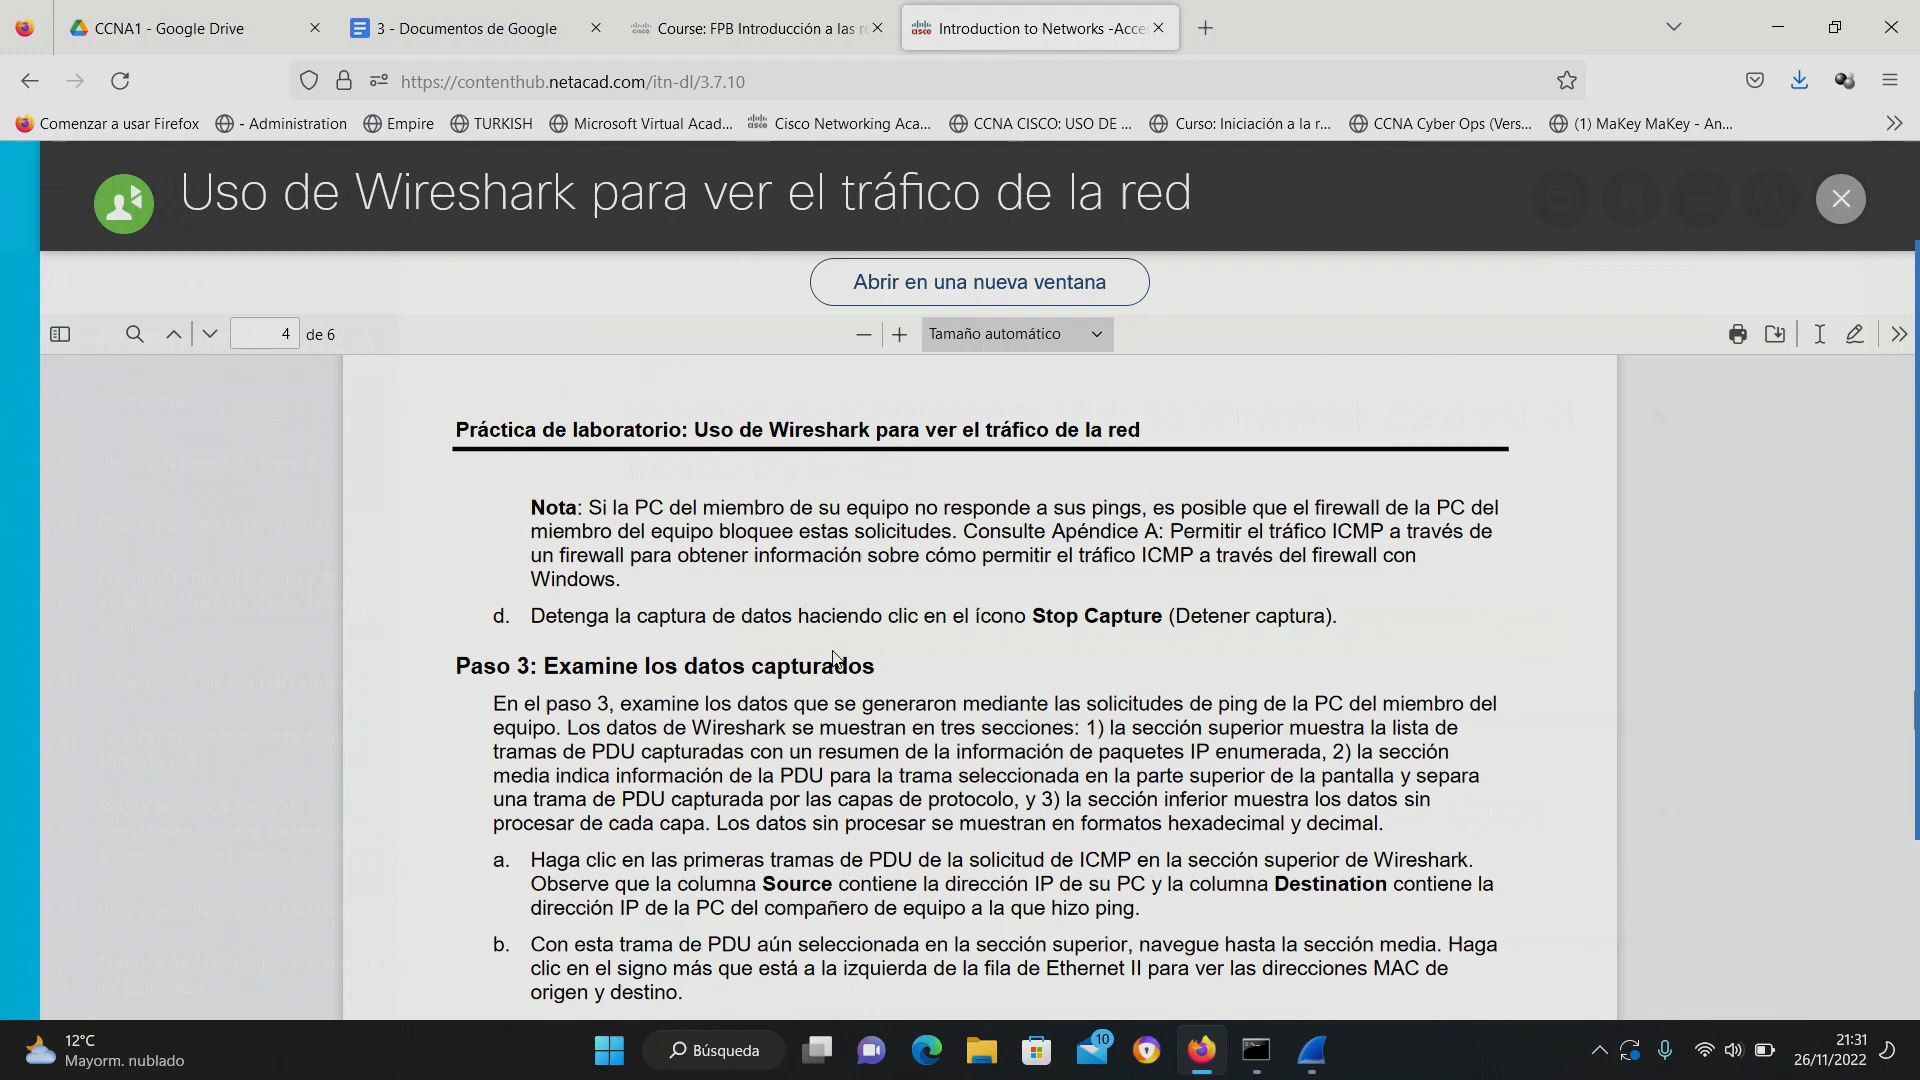 CCNA1 - Google Drive
3 - Documentos de Google
Course: FPB Introducción a las re
Introduction to Networks -Acce
https://contenthub.netacad.com/itn-dl/3.7.10
Comenzar a usar Firefox
- Administration
Empire
TURKISH
Microsoft Virtual Acad...
Cisco Networking Aca...
CCNA CISCO: USO DE ...
Curso: Iniciación a la r...
CCNA Cyber Ops (Vers...
(1) MaKey MaKey - An...
Uso de Wireshark para ver el tráfico de la red
Abrir en una nueva ventana
4 de 6
Tamaño automático
Práctica de laboratorio: Uso de Wireshark para ver el tráfico de la red
Nota: Si la PC del miembro de su equipo no responde a sus pings, es posible que el firewall de la PC del
miembro del equipo bloquee estas solicitudes. Consulte Apéndice A: Permitir el tráfico ICMP a través de
un firewall para obtener información sobre cómo permitir el tráfico ICMP a través del firewall con
Windows.
d. Detenga la captura de datos haciendo clic en el ícono Stop Capture (Detener captura).
Paso 3: Examine los datos capturados
En el paso 3, examine los datos que se generaron mediante las solicitudes de ping de la PC del miembro del
equipo. Los datos de Wireshark se muestran en tres secciones: 1) la sección superior muestra la lista de
tramas de PDU capturadas con un resumen de la información de paquetes IP enumerada, 2) la sección
media indica información de la PDU para la trama seleccionada en la parte superior de la pantalla y separa
una trama de PDU capturada por las capas de protocolo, y 3) la sección inferior muestra los datos sin
procesar de cada capa. Los datos sin procesar se muestran en formatos hexadecimal y decimal.
a. Haga clic en las primeras tramas de PDU de la solicitud de ICMP en la sección superior de Wireshark.
Observe que la columna Source contiene la dirección IP de su PC y la columna Destination contiene la
dirección IP de la PC del compañero de equipo a la que hizo ping.
b. Con esta trama de PDU aún seleccionada en la sección superior, navegue hasta la sección media. Haga
clic en el signo más que está a la izquierda de la fila de Ethernet II para ver las direcciones MAC de
origen y destino.
12°C
Mayorm. nublado
Búsqueda
10
21:31
26/11/2022